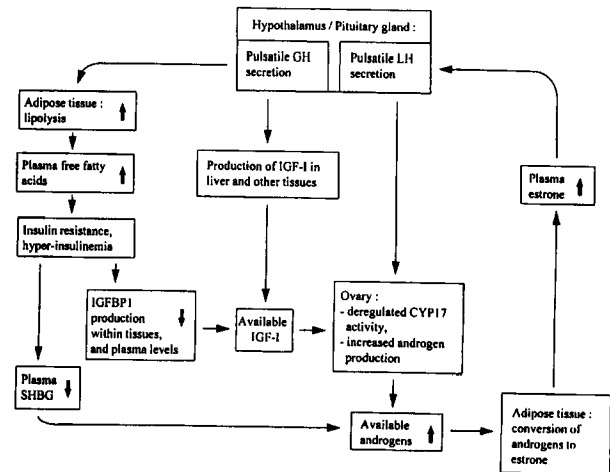 Hypothalamus / Pituitary gland :
Pulsatile GH
secretion
Pulsatile LH
secretion
Adipose tissue :
lipolysis
Plasma free fatty
acids
Insulin resistance,
hyper-insulinemia
Production of IGF-I in
liver and other tissues
Plasma
estrone
IGFBP1
production
within tissues,
and plasma levels
Available
IGF-I
Ovary :
- deregulated CYP17
activity,
- increased androgen
production
Plasma
SHBG
Available
androgens
Adipose tissue :
conversion of
androgens to
estrone